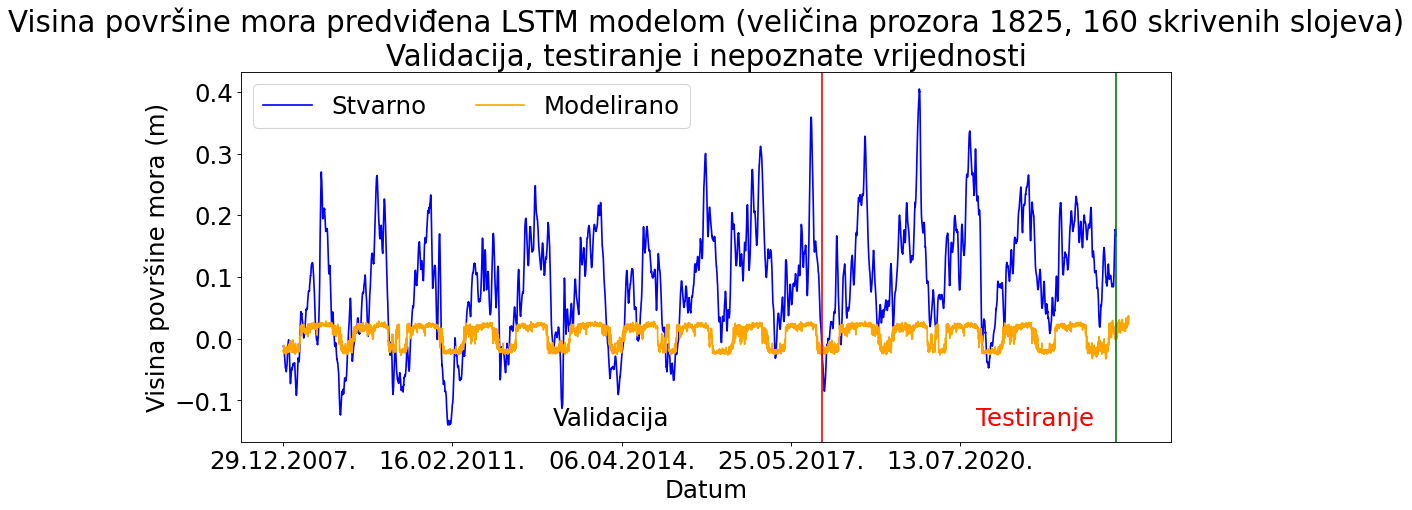 Visina površine mora predviđena LSTM modelom (veličina prozora 1825, 160 skrivenih slojeva)
Validacija, testiranje i nepoznate vrijednosti
Stvarno
Modelirano
Visina površine mora (m)
0.4
0.3
0.2
0.1
0.0
−0.1
Validacija
Testiranje
29.12.2007.
16.02.2011.
06.04.2014.
25.05.2017.
13.07.2020.
Datum